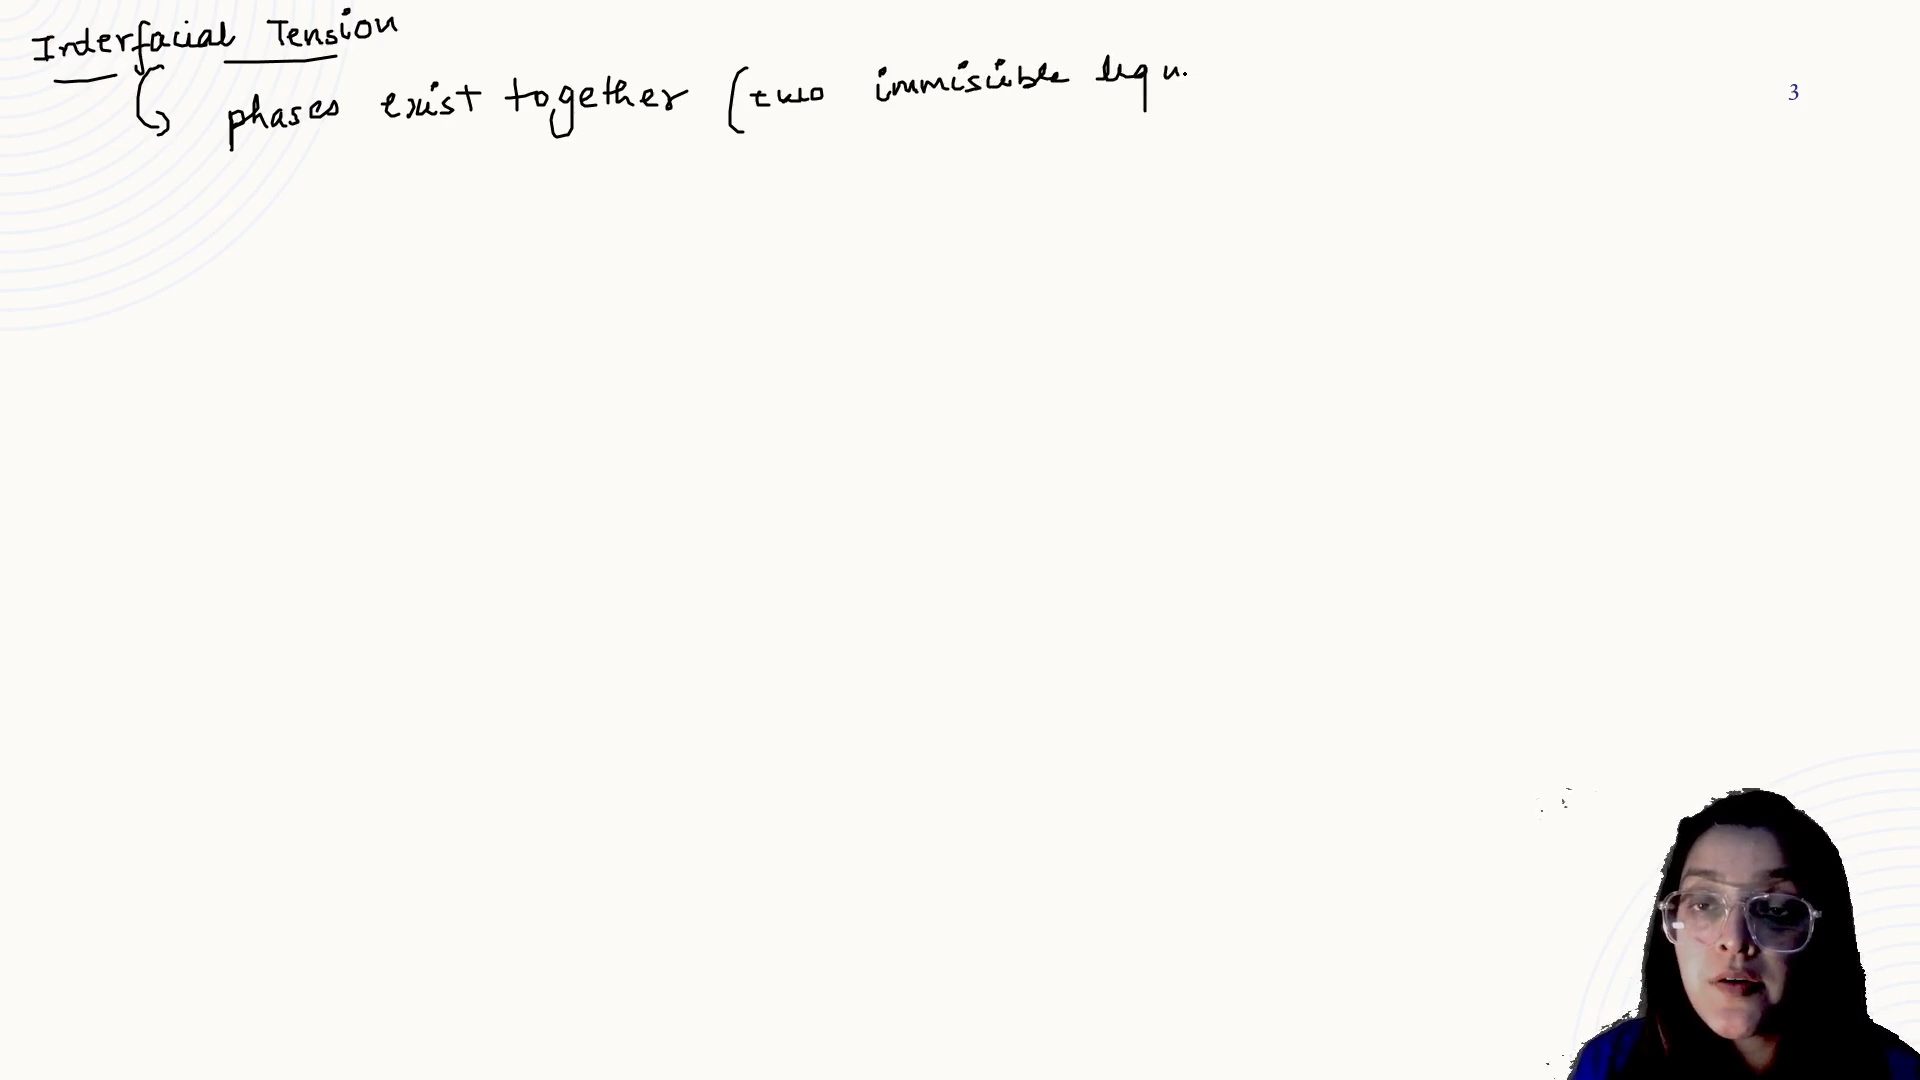 Interfacial Tension
phases exist together (two immiscible liqu
3